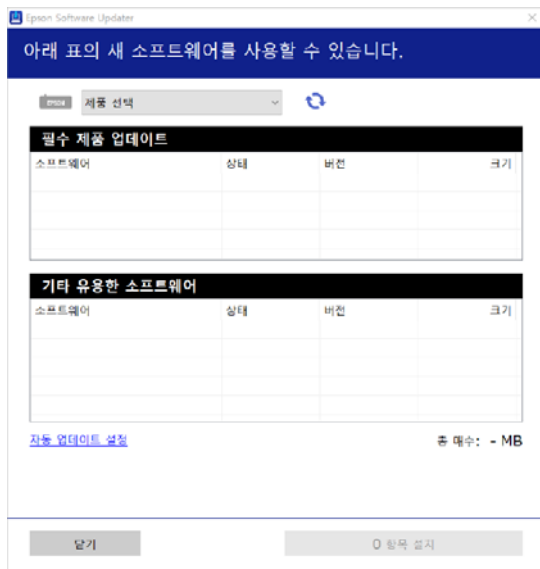 Epson Software Updater
아래 표의 새 소프트웨어를 사용할 수 있습니다.
EPSON 제품 선택
필수 제품 업데이트
소프트웨어 상태 버전 크기
기타 유용한 소프트웨어
소프트웨어 상태 버전 크기
자동 업데이트 설정 총 매수: - MB
닫기 0 항목 설치